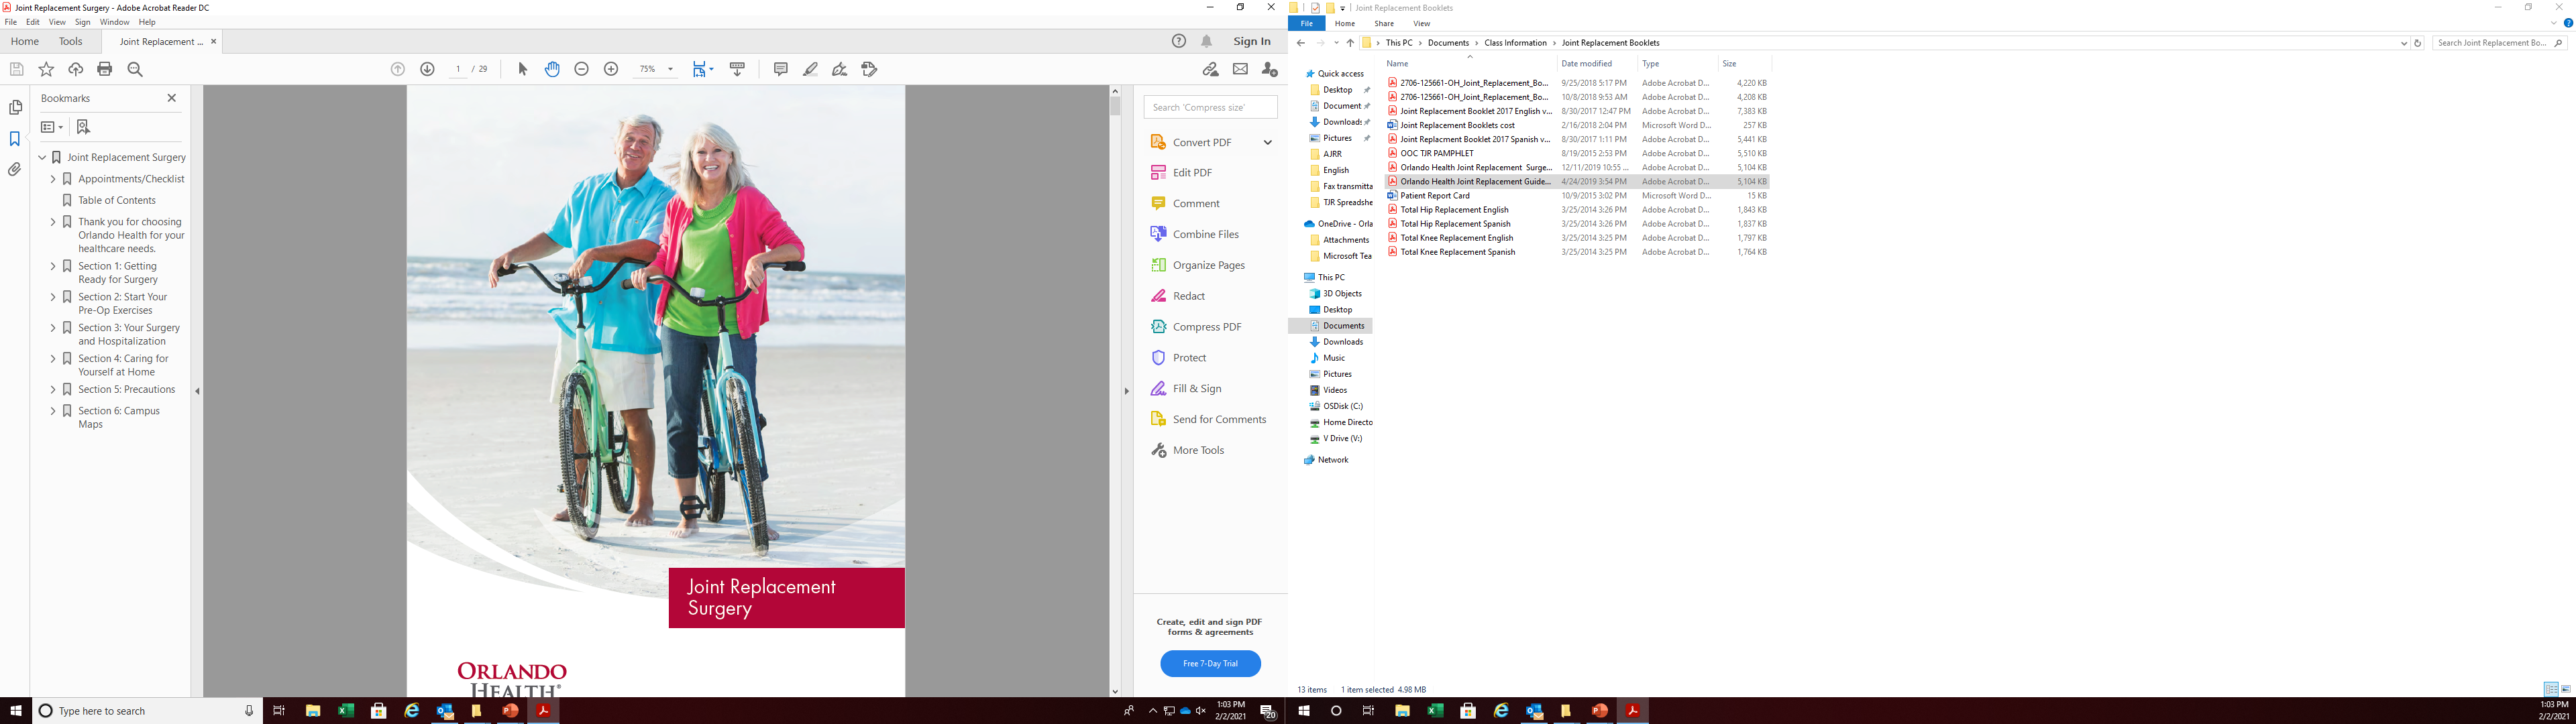 Joint Replacement Surgery - Adobe Acrobat Reader DC
File Edit View Sign Window Help
Home Tools Joint Replacement ... Sign In
1 / 29 75%
Bookmarks
Joint Replacement Surgery
Appointments/Checklist
Table of Contents
Thank you for choosing
Orlando Health for your
healthcare needs.
Section 1: Getting
Ready for Surgery
Section 2: Start Your
Pre-Op Exercises
Section 3: Your Surgery
and Hospitalization
Section 4: Caring for
Yourself at Home
Section 5: Precautions
Section 6: Campus
Maps
Joint Replacement
Surgery
ORLANDO
HEALTH®
Search 'Compress size'
Convert PDF
Edit PDF
Comment
Combine Files
Organize Pages
Redact
Compress PDF
Protect
Fill & Sign
Send for Comments
More Tools
Create, edit and sign PDF
forms & agreements
Free 7-Day Trial
Type here to search
1:03 PM
2/2/2021
20
Joint Replacement Booklets
File Home Share View
This PC > Documents > Class Information > Joint Replacement Booklets
Search Joint Replacement Bo...
Quick access
Desktop
Document
Downloads
Pictures
AJRR
English
Fax transmitta
TJR Spreadshe
OneDrive - Orla
Attachments
Microsoft Tea
This PC
3D Objects
Desktop
Documents
Downloads
Music
Pictures
Videos
OSDisk (C:)
Home Directo
V Drive (V:)
Network
Name Date modified Type Size
2706-125661-OH_Joint_Replacement_Bo... 9/25/2018 5:17 PM Adobe Acrobat D... 4,220 KB
2706-125661-OH_Joint_Replacement_Bo... 10/8/2018 9:53 AM Adobe Acrobat D... 4,208 KB
Joint Replacement Booklet 2017 English v... 8/30/2017 12:47 PM Adobe Acrobat D... 7,383 KB
Joint Replacement Booklets cost 2/16/2018 2:04 PM Microsoft Word D... 257 KB
Joint Replacment Booklet 2017 Spanish v... 8/30/2017 1:11 PM Adobe Acrobat D... 5,441 KB
OOC TJR PAMPHLET 8/19/2015 2:53 PM Adobe Acrobat D... 5,510 KB
Orlando Health Joint Replacement Surge... 12/11/2019 10:55 ... Adobe Acrobat D... 5,104 KB
Orlando Health Joint Replacement Guide... 4/24/2019 3:54 PM Adobe Acrobat D... 5,104 KB
Patient Report Card 10/9/2015 3:02 PM Microsoft Word D... 15 KB
Total Hip Replacement English 3/25/2014 3:26 PM Adobe Acrobat D... 1,843 KB
Total Hip Replacement Spanish 3/25/2014 3:26 PM Adobe Acrobat D... 1,837 KB
Total Knee Replacement English 3/25/2014 3:25 PM Adobe Acrobat D... 1,797 KB
Total Knee Replacement Spanish 3/25/2014 3:25 PM Adobe Acrobat D... 1,764 KB
13 items 1 item selected 4.98 MB
1:03 PM
2/2/2021